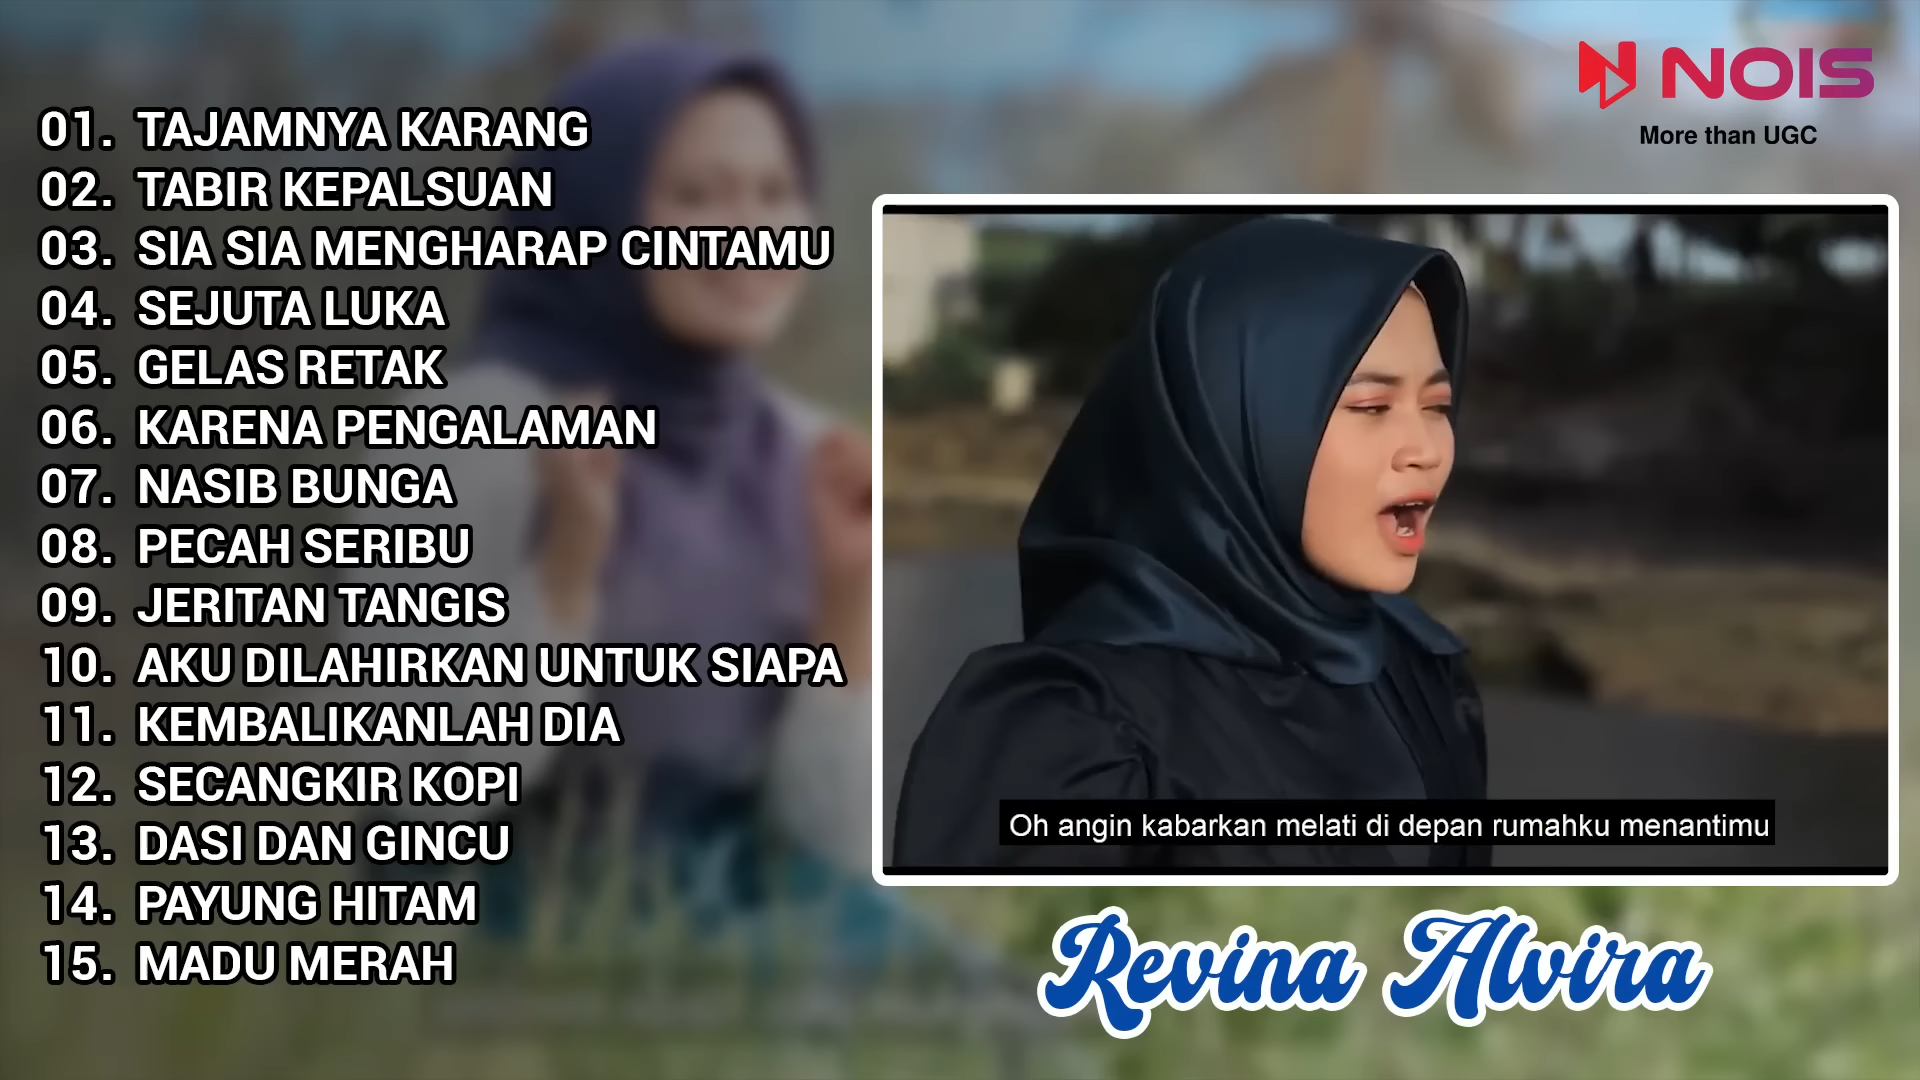 NOIS
More than UGC
01. TAJAMNYA KARANG
02. TABIR KEPALSUAN
03. SIA SIA MENGHARAP CINTAMU
04. SEJUTA LUKA
05. GELAS RETAK
06. KARENA PENGALAMAN
07. NASIB BUNGA
08. PECAH SERIBU
09. JERITAN TANGIS
10. AKU DILAHIRKAN UNTUK SIAPA
11. KEMBALIKANLAH DIA
12. SECANGKIR KOPI
13. DASI DAN GINCU
14. PAYUNG HITAM
15. MADU MERAH
Oh angin kabarkan melati di depan rumahku menantimu
Revina Alvira